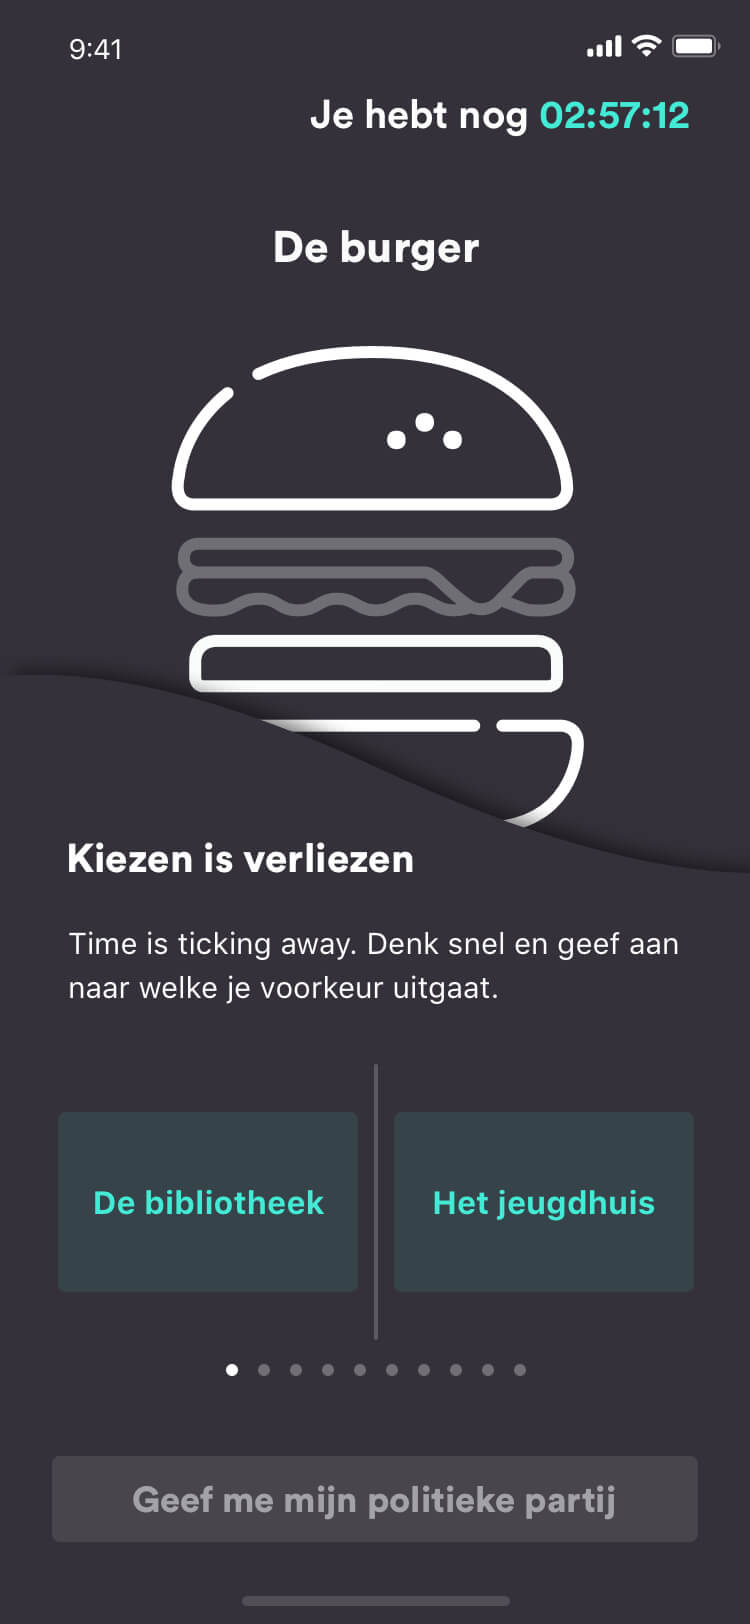 9:41
Je hebt nog 02:57:12
De burger
Kiezen is verliezen
Time is ticking away. Denk snel en geef aan
naar welke je voorkeur uitgaat.
De bibliotheek
Het jeugdhuis
Geef me mijn politieke partij